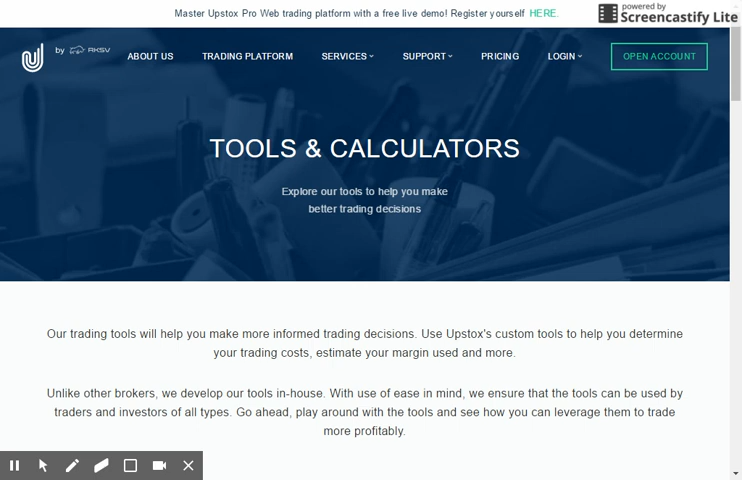 Master Upstox Pro Web trading platform with a free live demo! Register yourself HERE.
powered by
Screencastify Lite
by RKSV
ABOUT US TRADING PLATFORM SERVICES SUPPORT PRICING LOGIN OPEN ACCOUNT
TOOLS & CALCULATORS
Explore our tools to help you make
better trading decisions
Our trading tools will help you make more informed trading decisions. Use Upstox's custom tools to help you determine
your trading costs, estimate your margin used and more.
Unlike other brokers, we develop our tools in-house. With use of ease in mind, we ensure that the tools can be used by
traders and investors of all types. Go ahead, play around with the tools and see how you can leverage them to trade
more profitably.